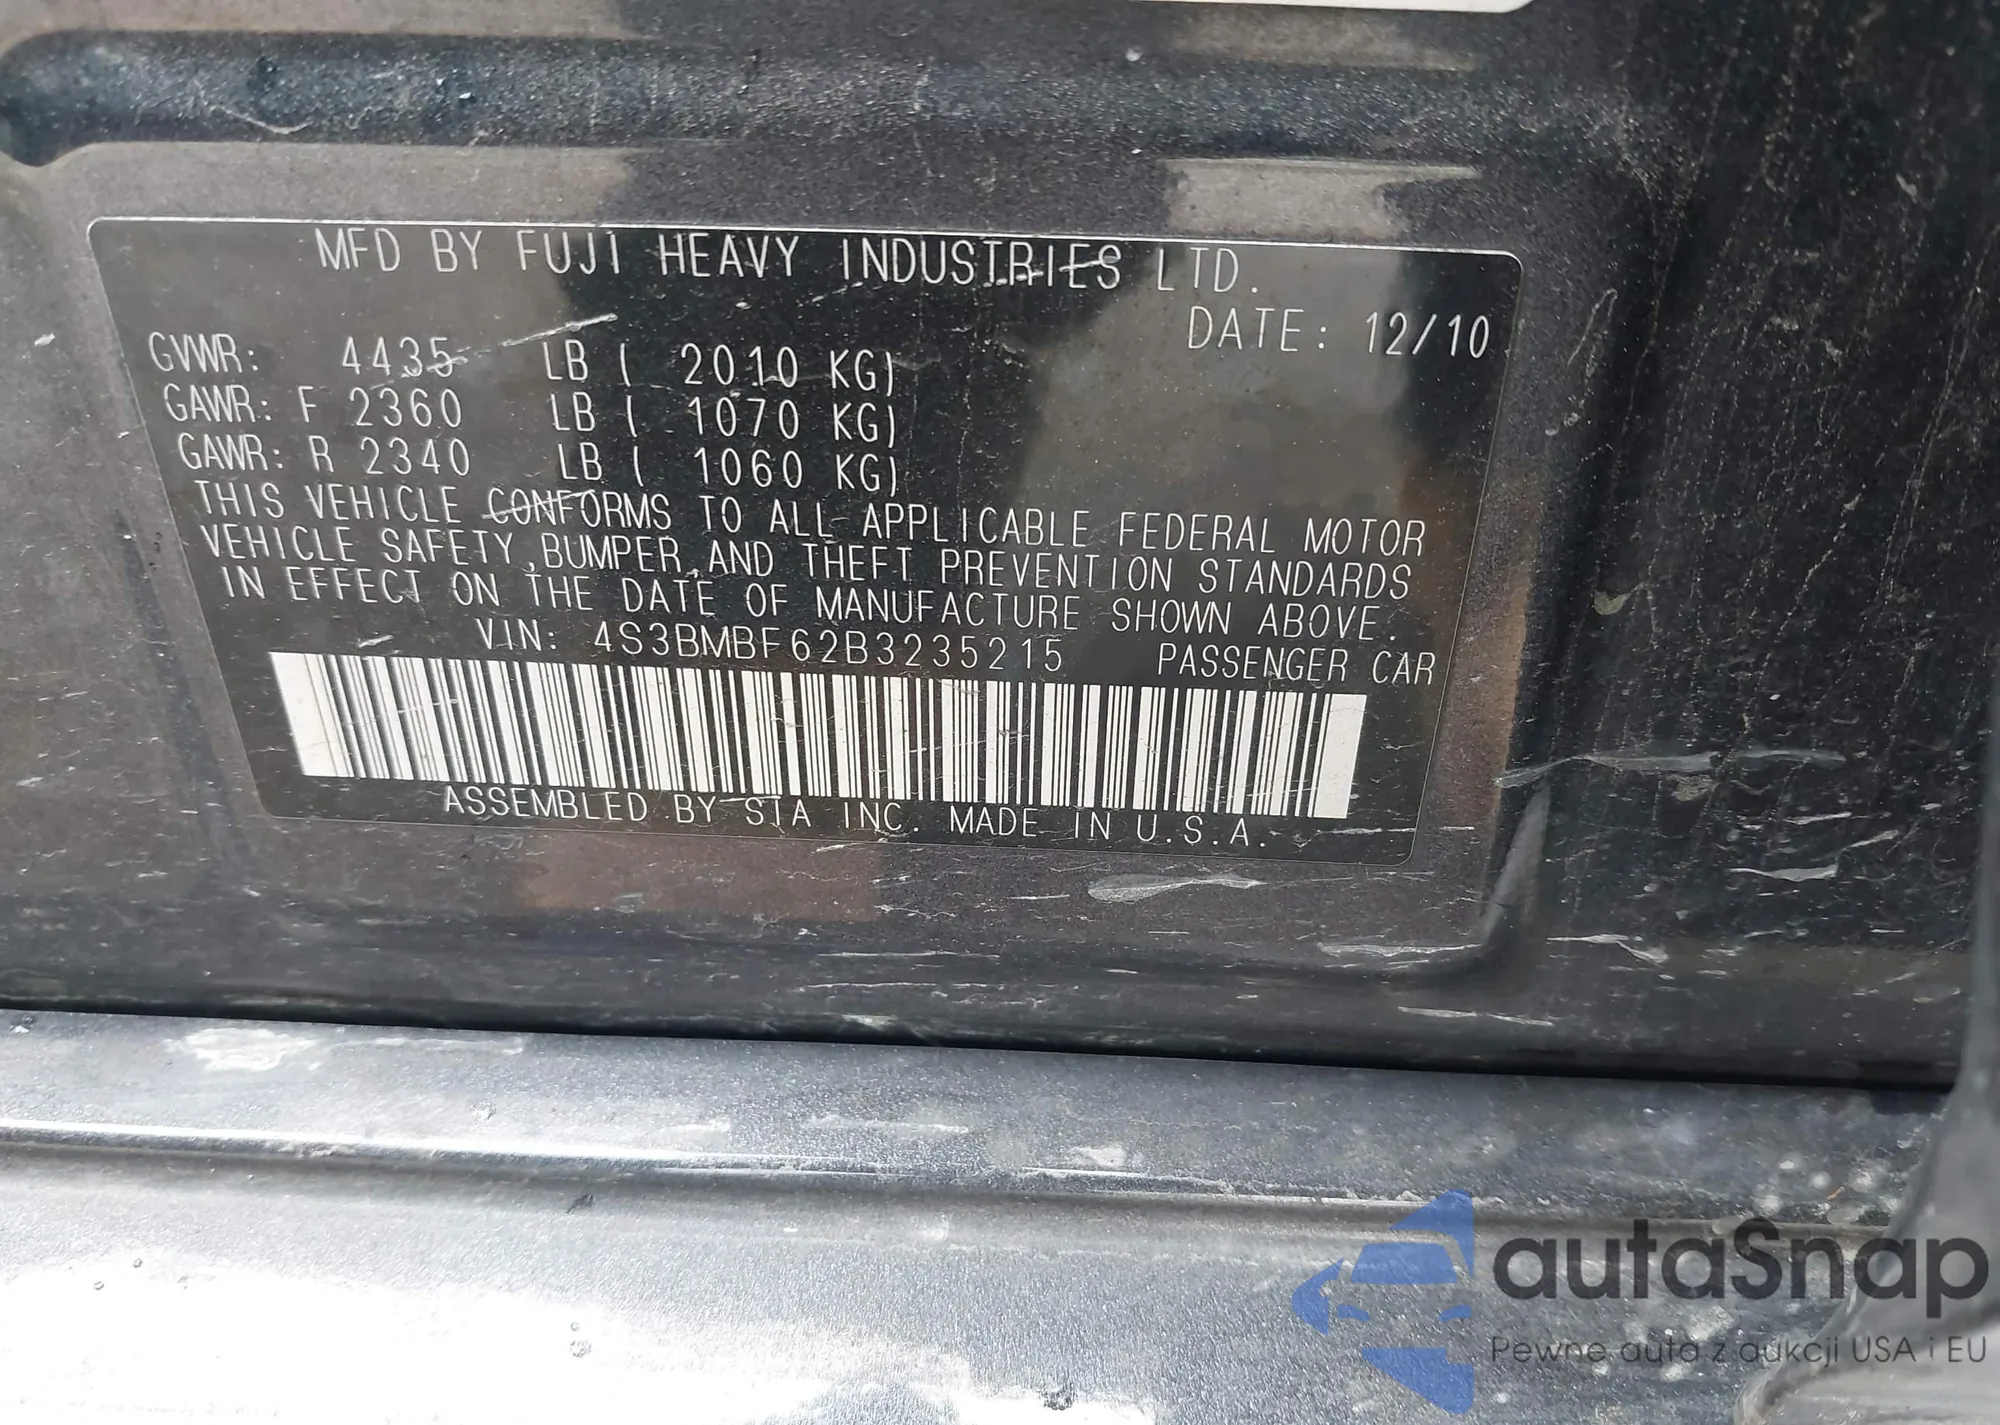 MFD BY FUJI HEAVY INDUSTRIES LTD.
DATE: 12/10
GVWR: 4435 LB ( 2010 KG)
GAWR: F 2360 LB ( 1070 KG)
GAWR: R 2340 LB ( 1060 KG)
THIS VEHICLE CONFORMS TO ALL APPLICABLE FEDERAL MOTOR
VEHICLE SAFETY,BUMPER,AND THEFT PREVENTION STANDARDS
IN EFFECT ON THE DATE OF MANUFACTURE SHOWN ABOVE.
VIN: 4S3BMBF62B3235215 PASSENGER CAR
ASSEMBLED BY SIA INC. MADE IN U.S.A.
autaSnap
Pewne auta z aukcji USA i EU